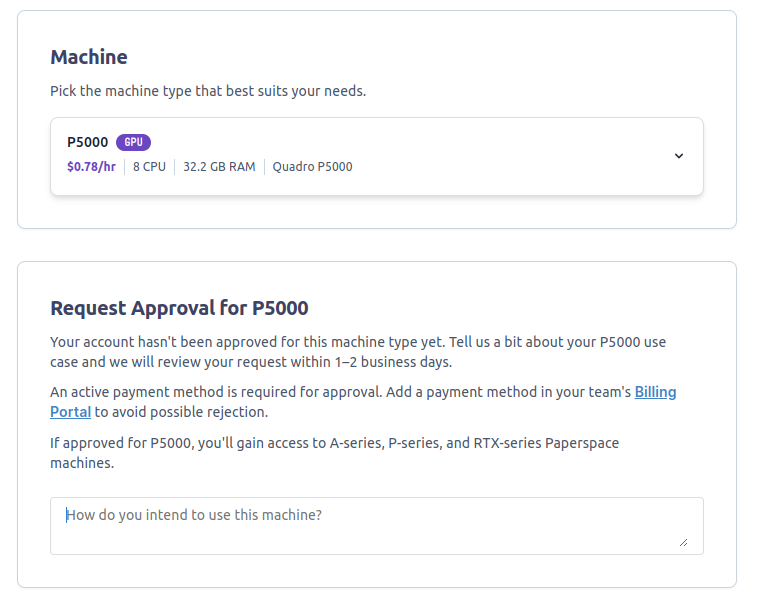 Machine
Pick the machine type that best suits your needs.
P5000 GPU
$0.78/hr 8 CPU 32.2 GB RAM Quadro P5000
Request Approval for P5000
Your account hasn't been approved for this machine type yet. Tell us a bit about your P5000 use
case and we will review your request within 1–2 business days.
An active payment method is required for approval. Add a payment method in your team's Billing
Portal to avoid possible rejection.
If approved for P5000, you'll gain access to A-series, P-series, and RTX-series Paperspace
machines.
How do you intend to use this machine?